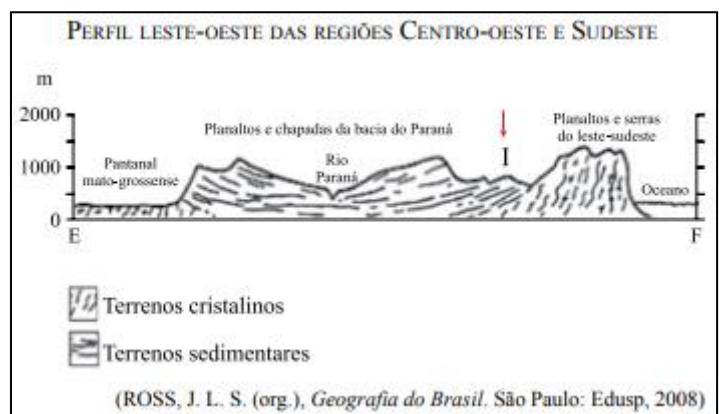 PERFIL LESTE-OESTE DAS REGIÕES CENTRO-OESTE E SUDESTE
m
2000
1000
0
Pantanal
mato-grossense
Planaltos e chapadas da bacia do Paraná
Rio
Paraná
I
Planaltos e serras
do leste-sudeste
Oceano
E
F
Terrenos cristalinos
Terrenos sedimentares
(ROSS, J. L. S. (org.), Geografia do Brasil. São Paulo: Edusp, 2008)